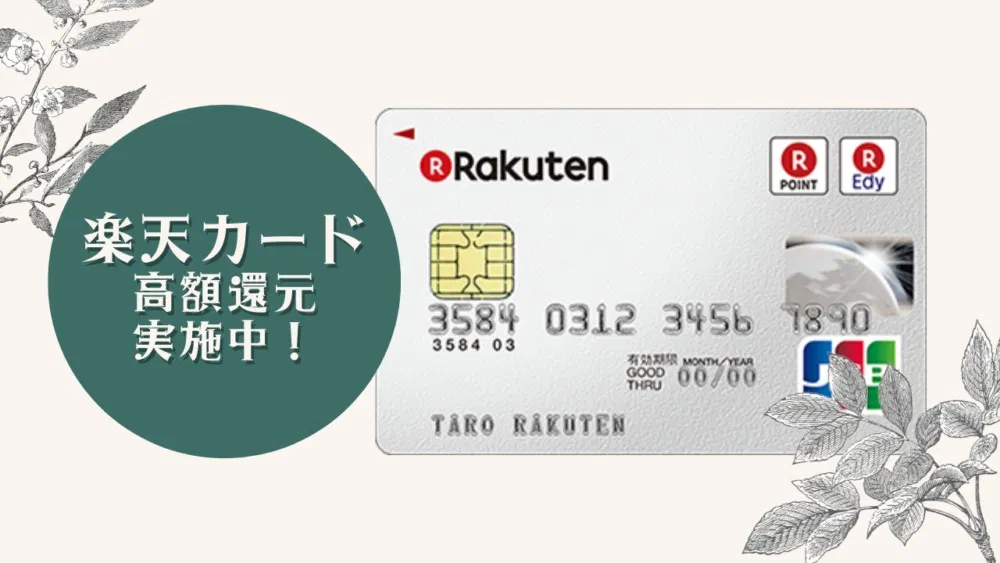 楽天カード
高額還元
実施中！
Rakuten
POINT
Edy
3584 0312 3456 7890
3584 03
有効期限 MONTH/YEAR
GOOD THRU 00/00
TARO RAKUTEN
JCB